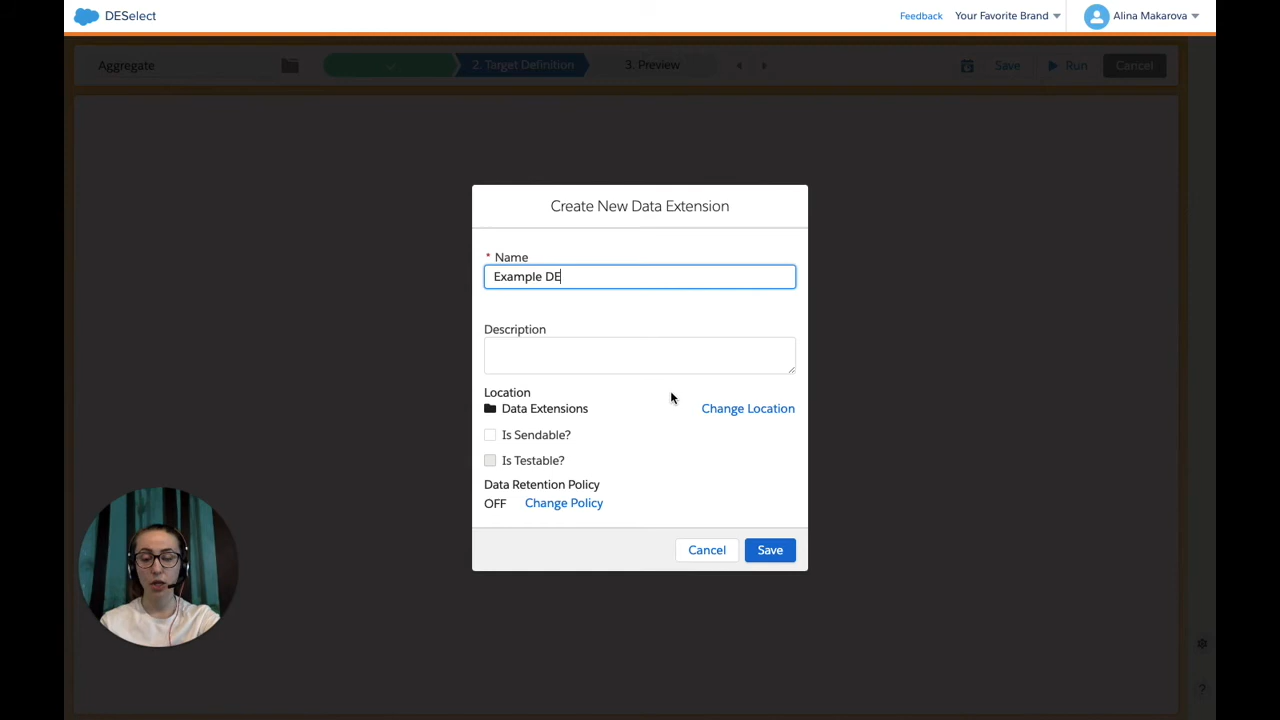 DESelect
Feedback
Your Favorite Brand
Alina Makarova
Aggregate
2. Target Definition
3. Preview
Save
Run
Cancel
Create New Data Extension
* Name
Example DE
Description
Location
Data Extensions
Change Location
Is Sendable?
Is Testable?
Data Retention Policy
OFF
Change Policy
Cancel
Save
?